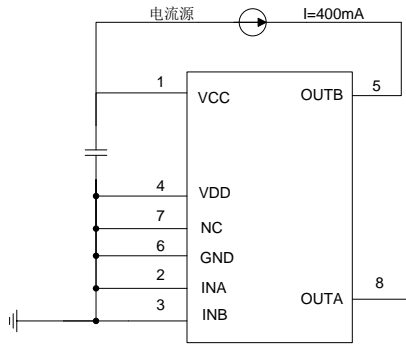 电流源 I=400mA
1 VCC OUTB 5
4 VDD
7 NC
6 GND
2 INA
OUTA 8
3 INB